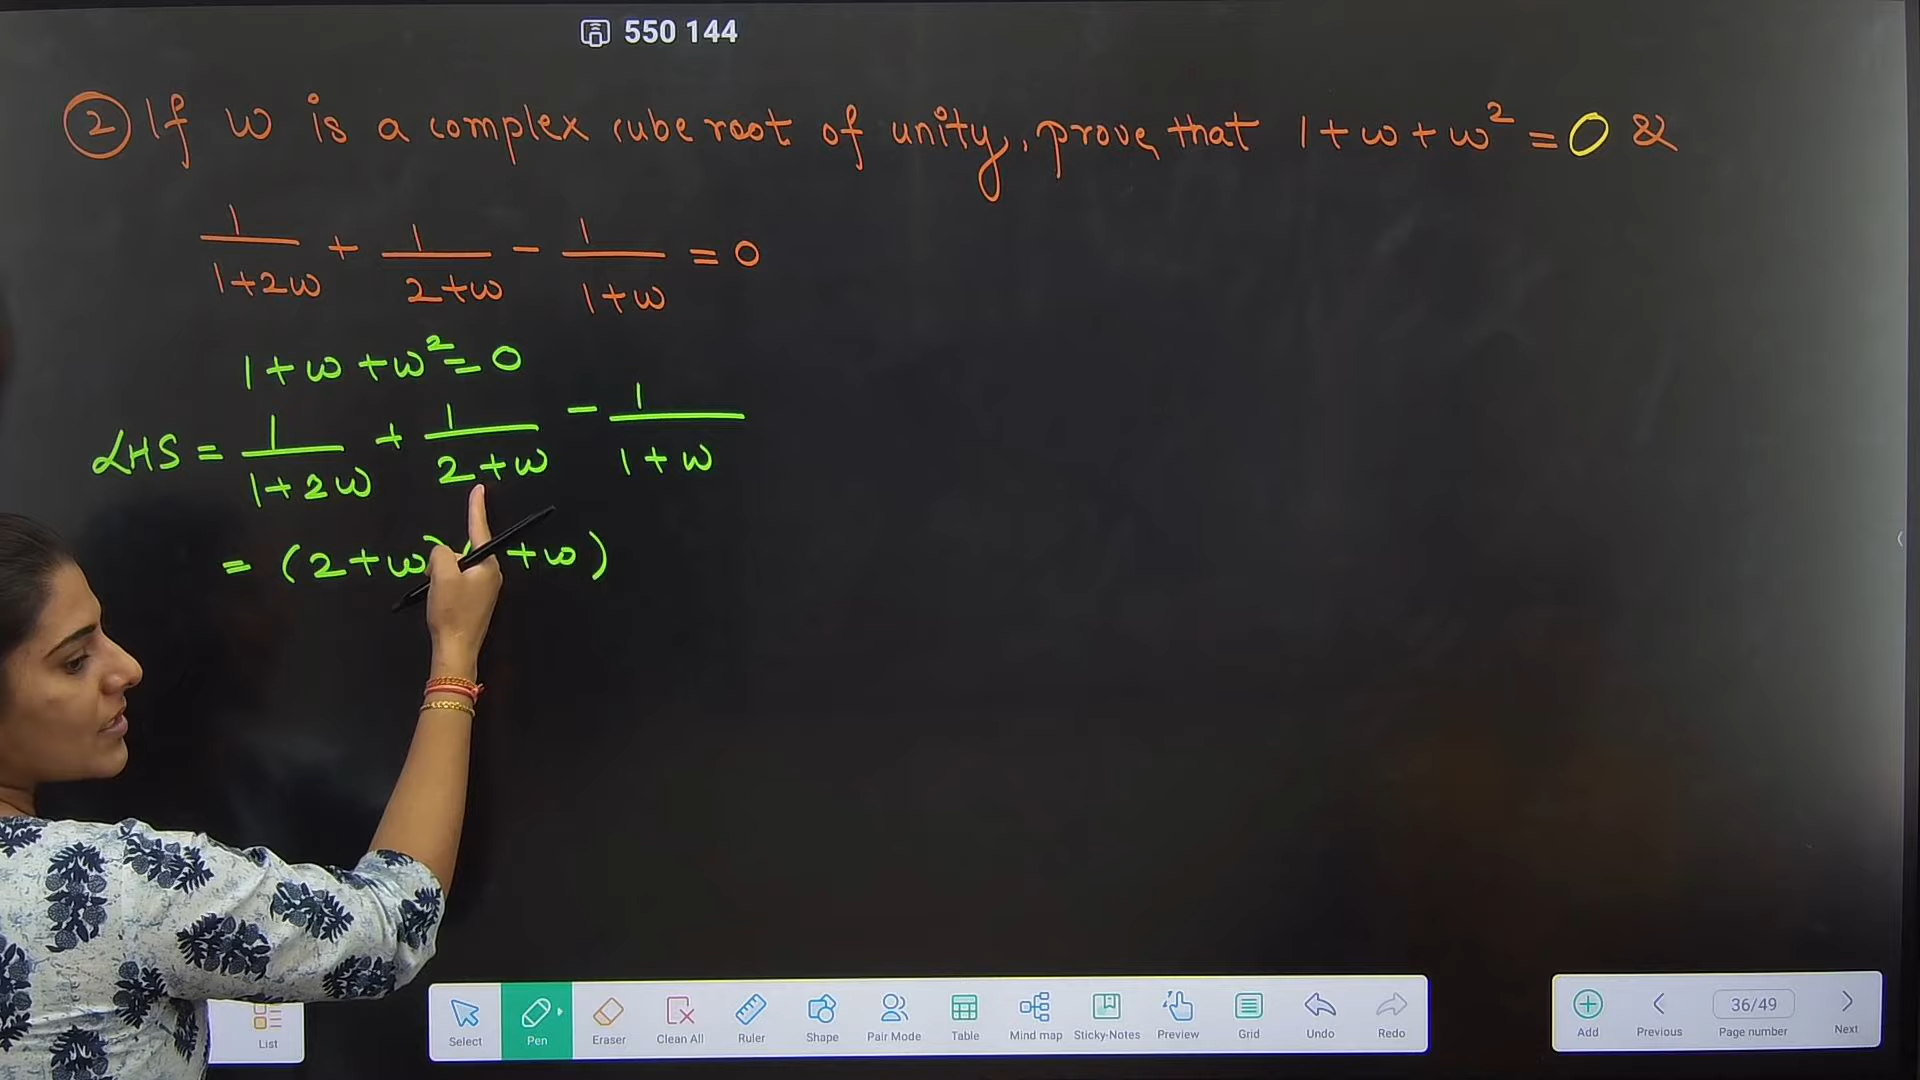 550 144
② If ω is a complex cube root of unity, prove that 1+ω+ω² = 0 &
1/(1+2ω) + 1/(2+ω) - 1/(1+ω) = 0
1+ω+ω² = 0
LHS = 1/(1+2ω) + 1/(2+ω) - 1/(1+ω)
= (2+ω)( +ω)
List
Select Pen Eraser Clean All Ruler Shape Pair Mode Table Mind map Sticky-Notes Preview Grid Undo Redo
Add Previous 36/49 Page number Next